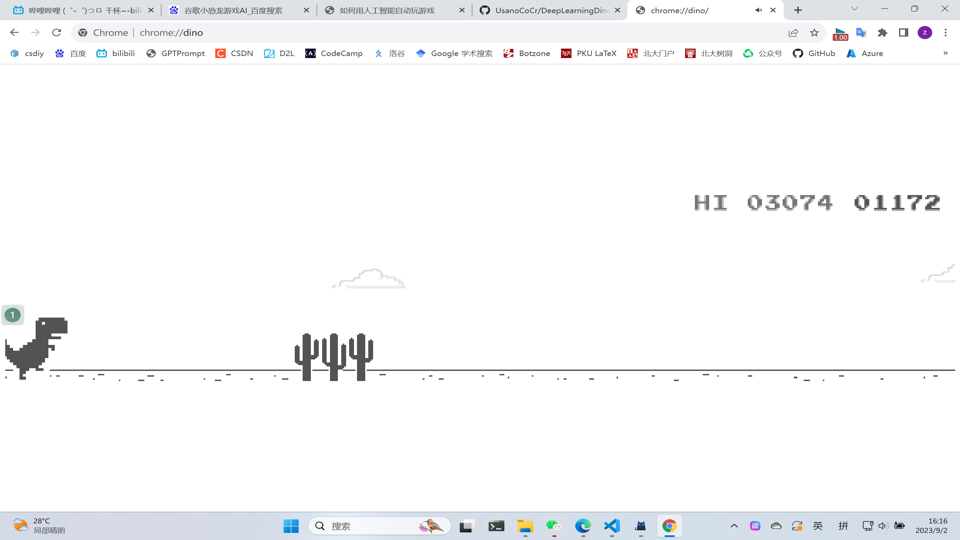 哔哩哔哩 (゜-゜)つロ 干杯~-bili
谷歌小恐龙游戏AI_百度搜索
如何用人工智能自动玩游戏
UsanoCoCr/DeepLearningDin
chrome://dino/
Chrome | chrome://dino
1.00
z
csdiy
百度
bilibili
GPTPrompt
CSDN
D2L
CodeCamp
洛谷
Google 学术搜索
Botzone
PKU LaTeX
北大门户
北大树洞
公众号
GitHub
Azure
»
HI 03074 01172
1
28°C
局部晴朗
搜索
英
拼
16:16
2023/9/2